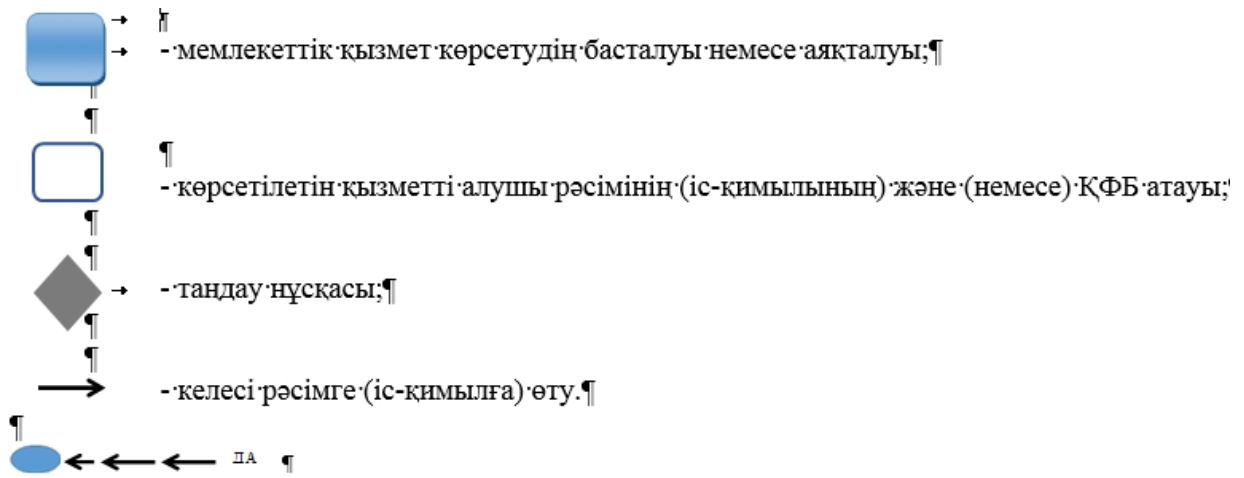 - мемлекеттік қызмет көрсетудің басталуы немесе аяқталуы;
- көрсетілетін қызметті алушы рәсімінің (іс-қимылының) және (немесе) ҚФБ атауы;
- таңдау нұсқасы;
- келесі рәсімге (іс-қимылға) өту.
ДА